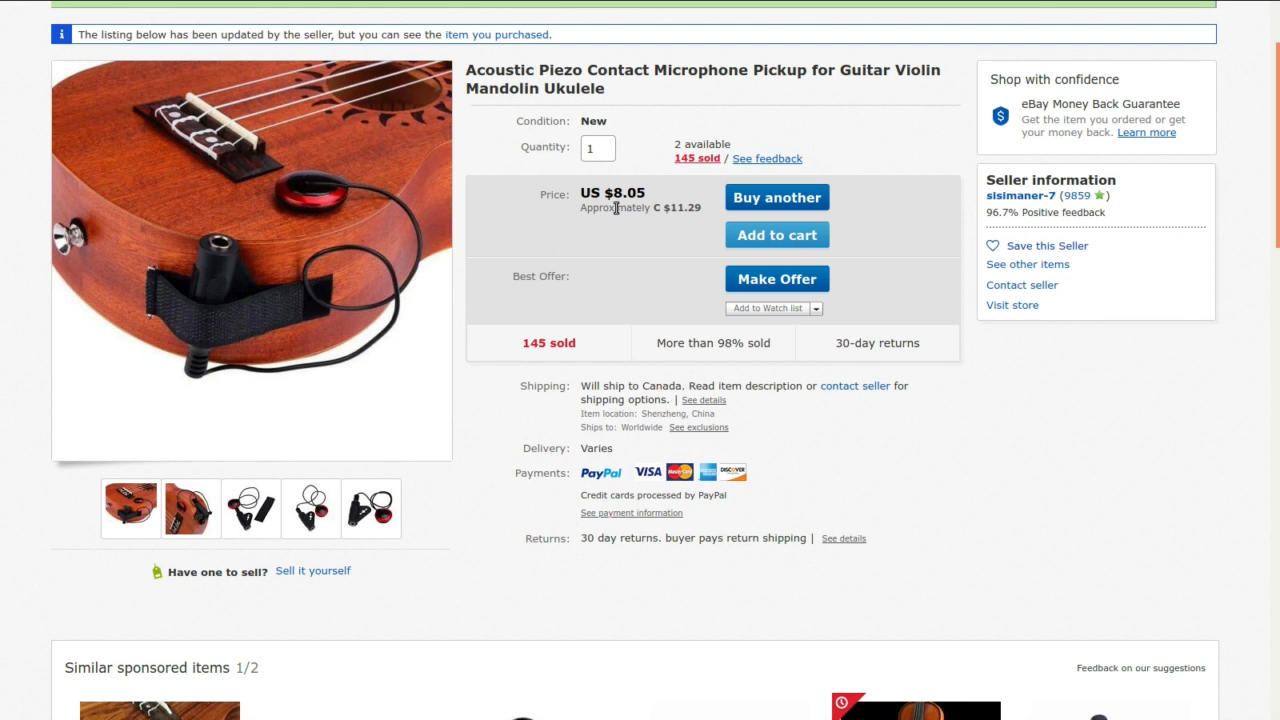 The listing below has been updated by the seller, but you can see the item you purchased.
Acoustic Piezo Contact Microphone Pickup for Guitar Violin
Mandolin Ukulele
Condition: New
Quantity: 1
2 available
145 sold / See feedback
Price: US $8.05
Approximately C $11.29
Buy another
Add to cart
Best Offer:
Make Offer
Add to Watch list
145 sold
More than 98% sold
30-day returns
Shipping: Will ship to Canada. Read item description or contact seller for
shipping options. | See details
Item location: Shenzheng, China
Ships to: Worldwide See exclusions
Delivery: Varies
Payments: PayPal VISA MasterCard AMERICAN EXPRESS DISCOVER
Credit cards processed by PayPal
See payment information
Returns: 30 day returns. buyer pays return shipping | See details
Shop with confidence
eBay Money Back Guarantee
Get the item you ordered or get
your money back. Learn more
Seller information
sisimaner-7 (9859)
96.7% Positive feedback
Save this Seller
See other items
Contact seller
Visit store
Have one to sell? Sell it yourself
Similar sponsored items 1/2
Feedback on our suggestions